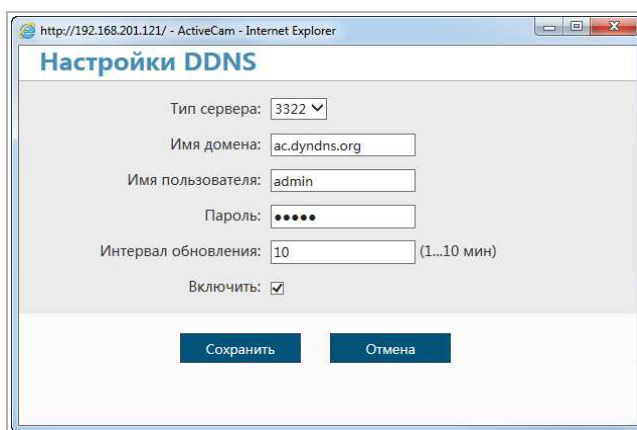 http://192.168.201.121/ - ActiveCam - Internet Explorer
Настройки DDNS
Тип сервера: 3322
Имя домена: ac.dyndns.org
Имя пользователя: admin
Пароль: •••••
Интервал обновления: 10 (1...10 мин)
Включить:
Сохранить Отмена